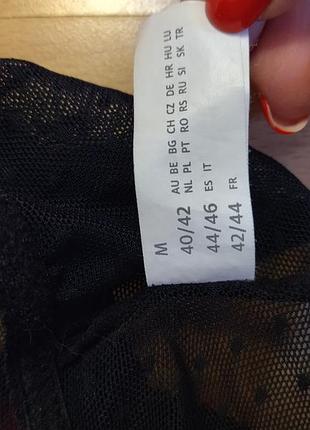 M
40/42 AU BE BG CH CZ DE HR HU LU
NL PL PT RO RS RU SI SK TR
44/46 ES IT
42/44 FR